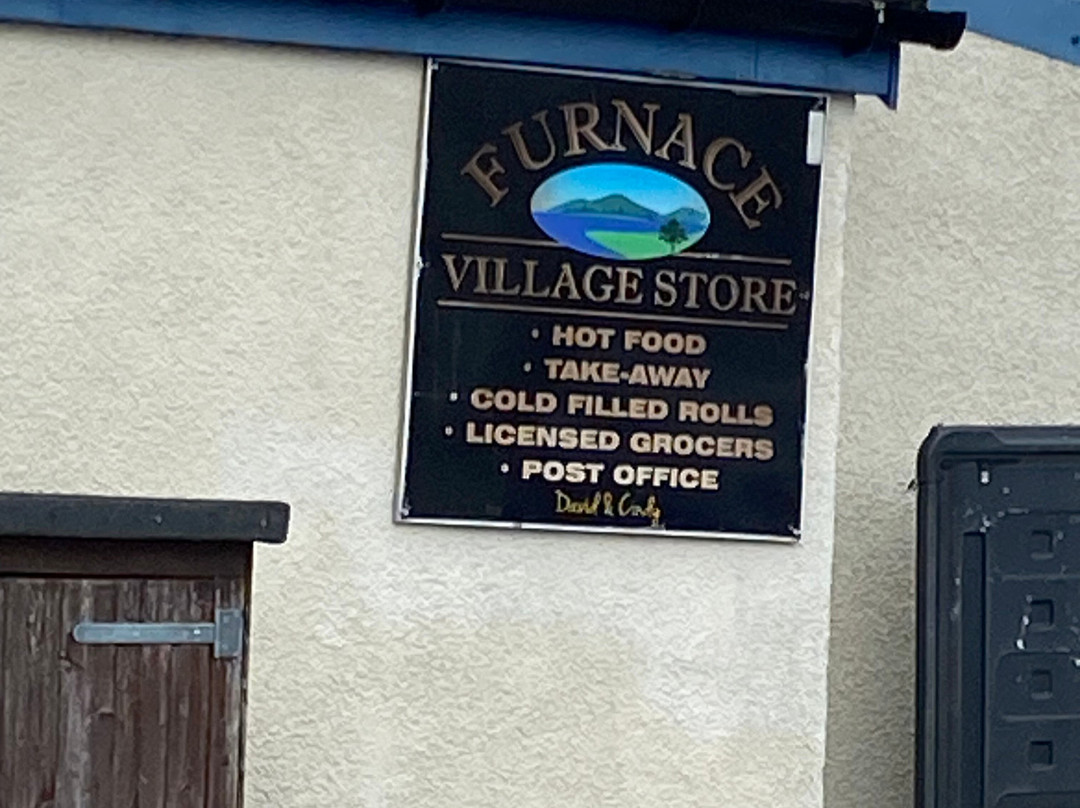 FURNACE
VILLAGE STORE
• HOT FOOD
• TAKE-AWAY
• COLD FILLED ROLLS
• LICENSED GROCERS
• POST OFFICE
David & Cindy